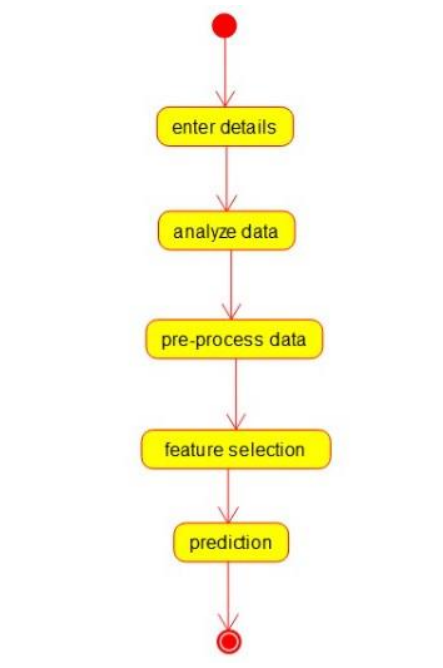 enter details
analyze data
pre-process data
feature selection
prediction